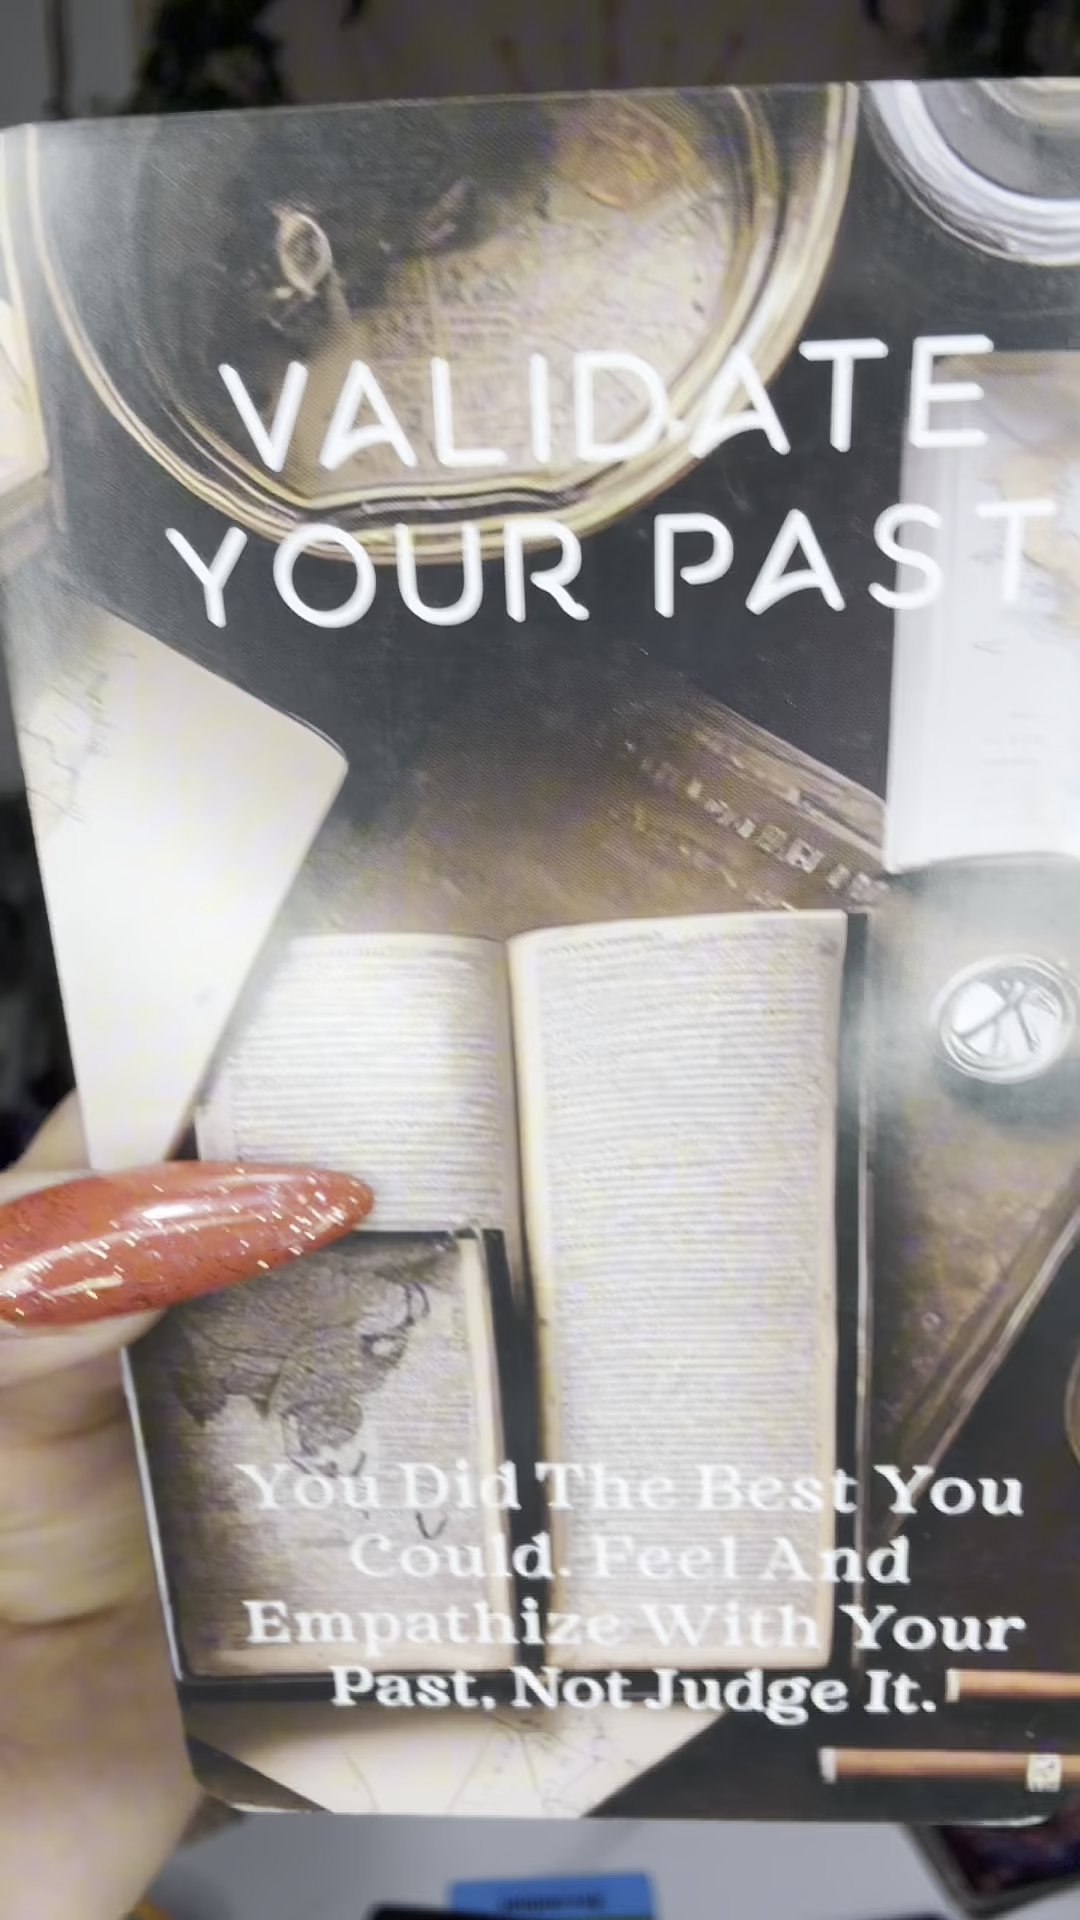 VALIDATE
YOUR PAST
You Did The Best You
Could. Feel And
Empathize With Your
Past, Not Judge It.